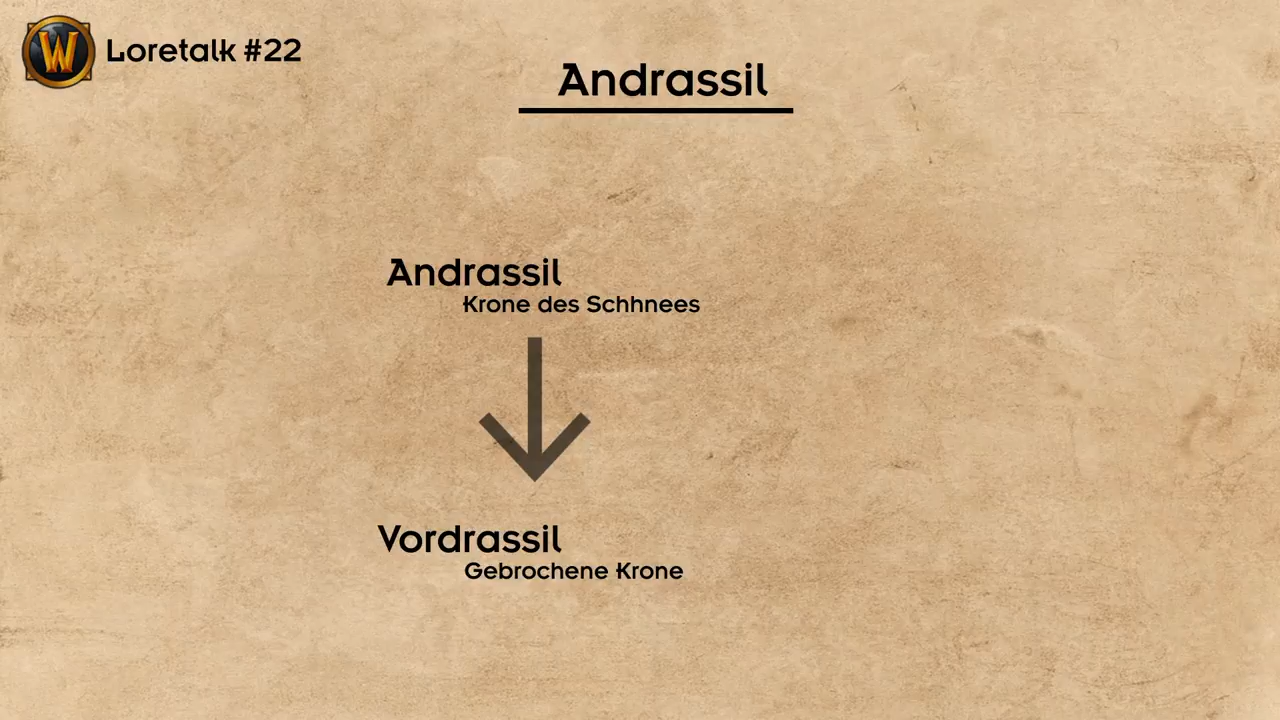 Loretalk #22
Andrassil
Andrassil
Krone des Schhnees
Vordrassil
Gebrochene Krone